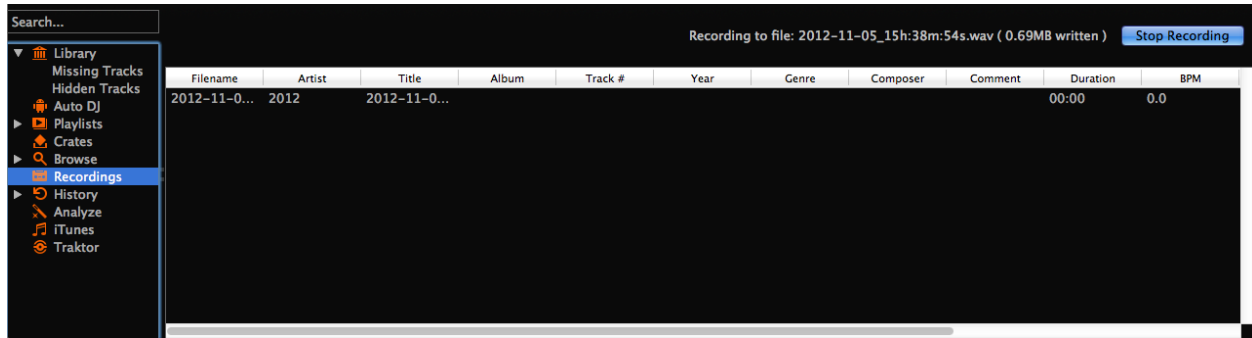 Search...
Recording to file: 2012-11-05_15h:38m:54s.wav ( 0.69MB written ) Stop Recording
Library
Missing Tracks
Hidden Tracks
Auto DJ
Playlists
Crates
Browse
Recordings
History
Analyze
iTunes
Traktor
Filename Artist Title Album Track # Year Genre Composer Comment Duration BPM
2012-11-0... 2012 2012-11-0... 00:00 0.0